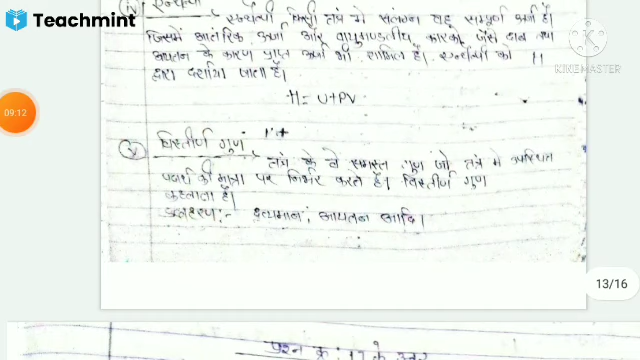 Teachmint
KINEMASTER
09:12
(iv) एन्थैल्पी
एन्थैल्पी किसी तंत्र मे संलग्न वह सम्पूर्ण ऊर्जा है।
जिसमें आंतरिक ऊर्जा और वायुमण्डलीय कारको जैसे दाब तथा
आयतन के कारण प्राप्त ऊर्जा भी शामिल है। एन्थैल्पी को H
द्वारा दर्शाया जाता है।
H = U+PV
(v) विस्तीर्ण गुण
तंत्र के वे समस्त गुण जो तंत्र मे उपस्थित
पदार्थ की मात्रा पर निर्भर करते है। विस्तीर्ण गुण
कहलाता है।
उदाहरण:- द्रव्यमान, आयतन आदि।
13/16
प्रश्न क्र: 17 के उत्तर